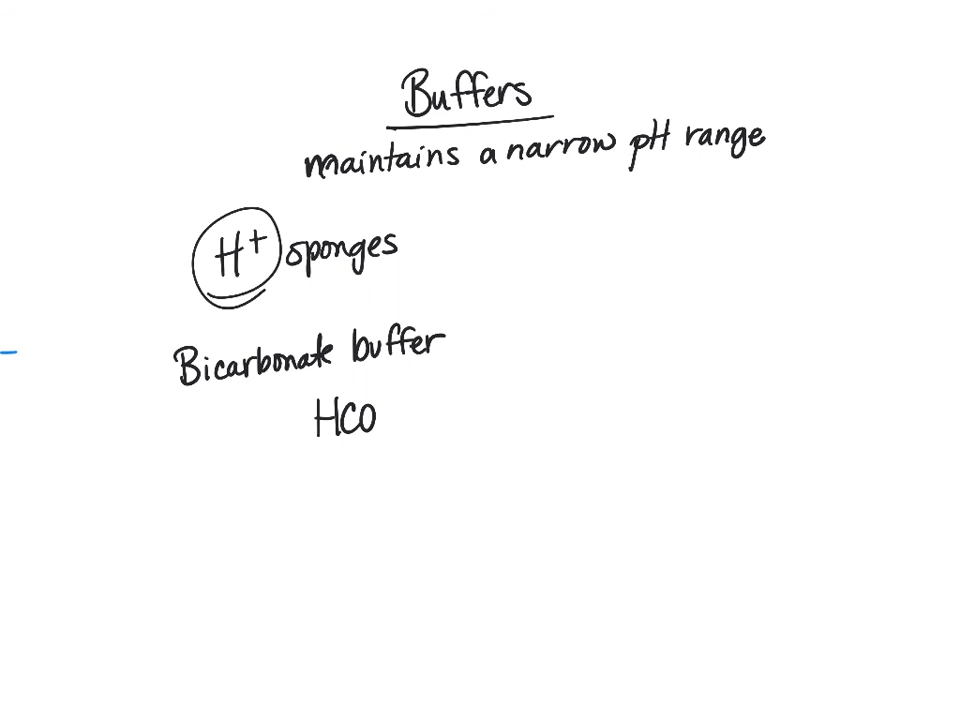 Buffers
maintains a narrow pH range
H+ sponges
Bicarbonate buffer
HCO